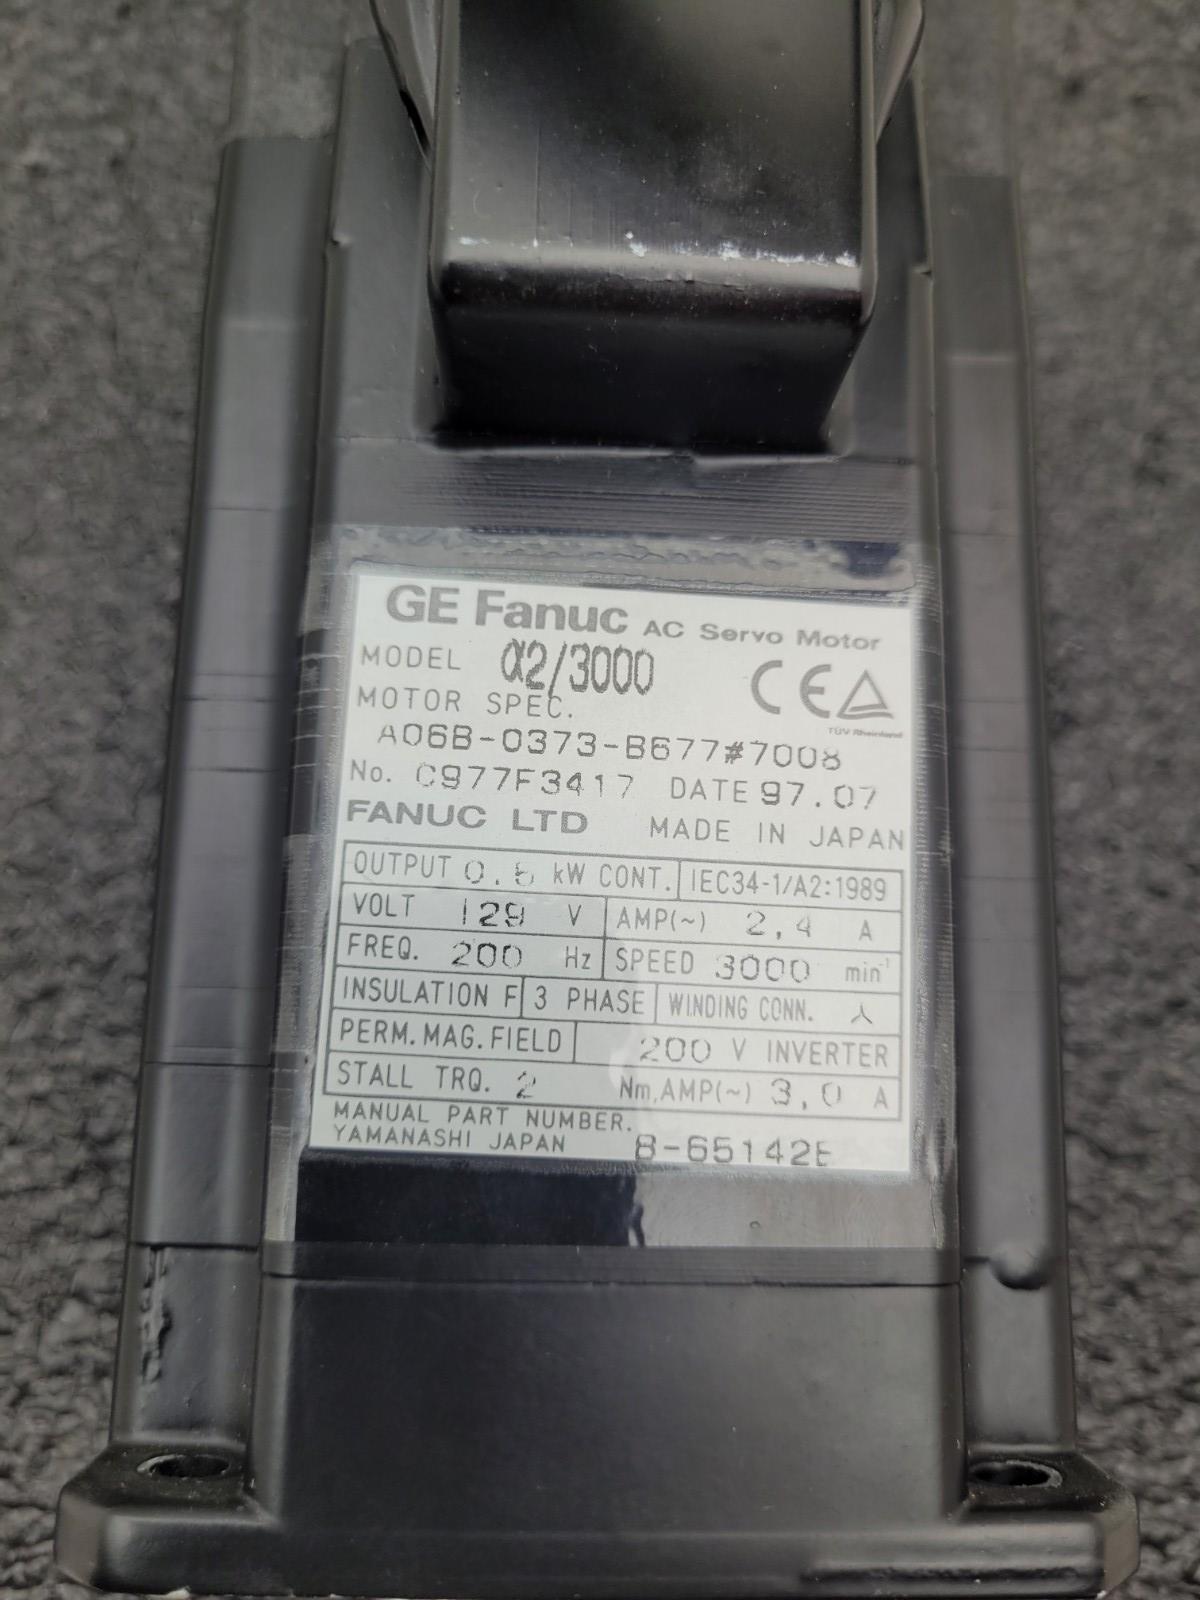 GE Fanuc AC Servo Motor
MODEL α2/3000
CE
TÜV Rheinland
MOTOR SPEC.
A06B-0373-B677#7008
No. C977F3417 DATE 97.07
FANUC LTD MADE IN JAPAN
OUTPUT 0.5 kW CONT. IEC34-1/A2:1989
VOLT 129 V AMP(~) 2,4 A
FREQ. 200 Hz SPEED 3000 min⁻¹
INSULATION F 3 PHASE WINDING CONN. ⅄
PERM. MAG. FIELD 200 V INVERTER
STALL TRQ. 2 Nm, AMP(~) 3,0 A
MANUAL PART NUMBER.
YAMANASHI JAPAN B-65142E